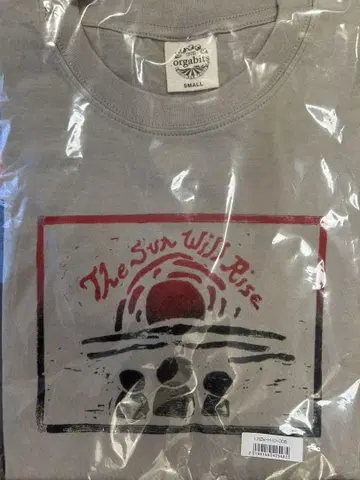 orgabits
SMALL
The Sun Will Rise